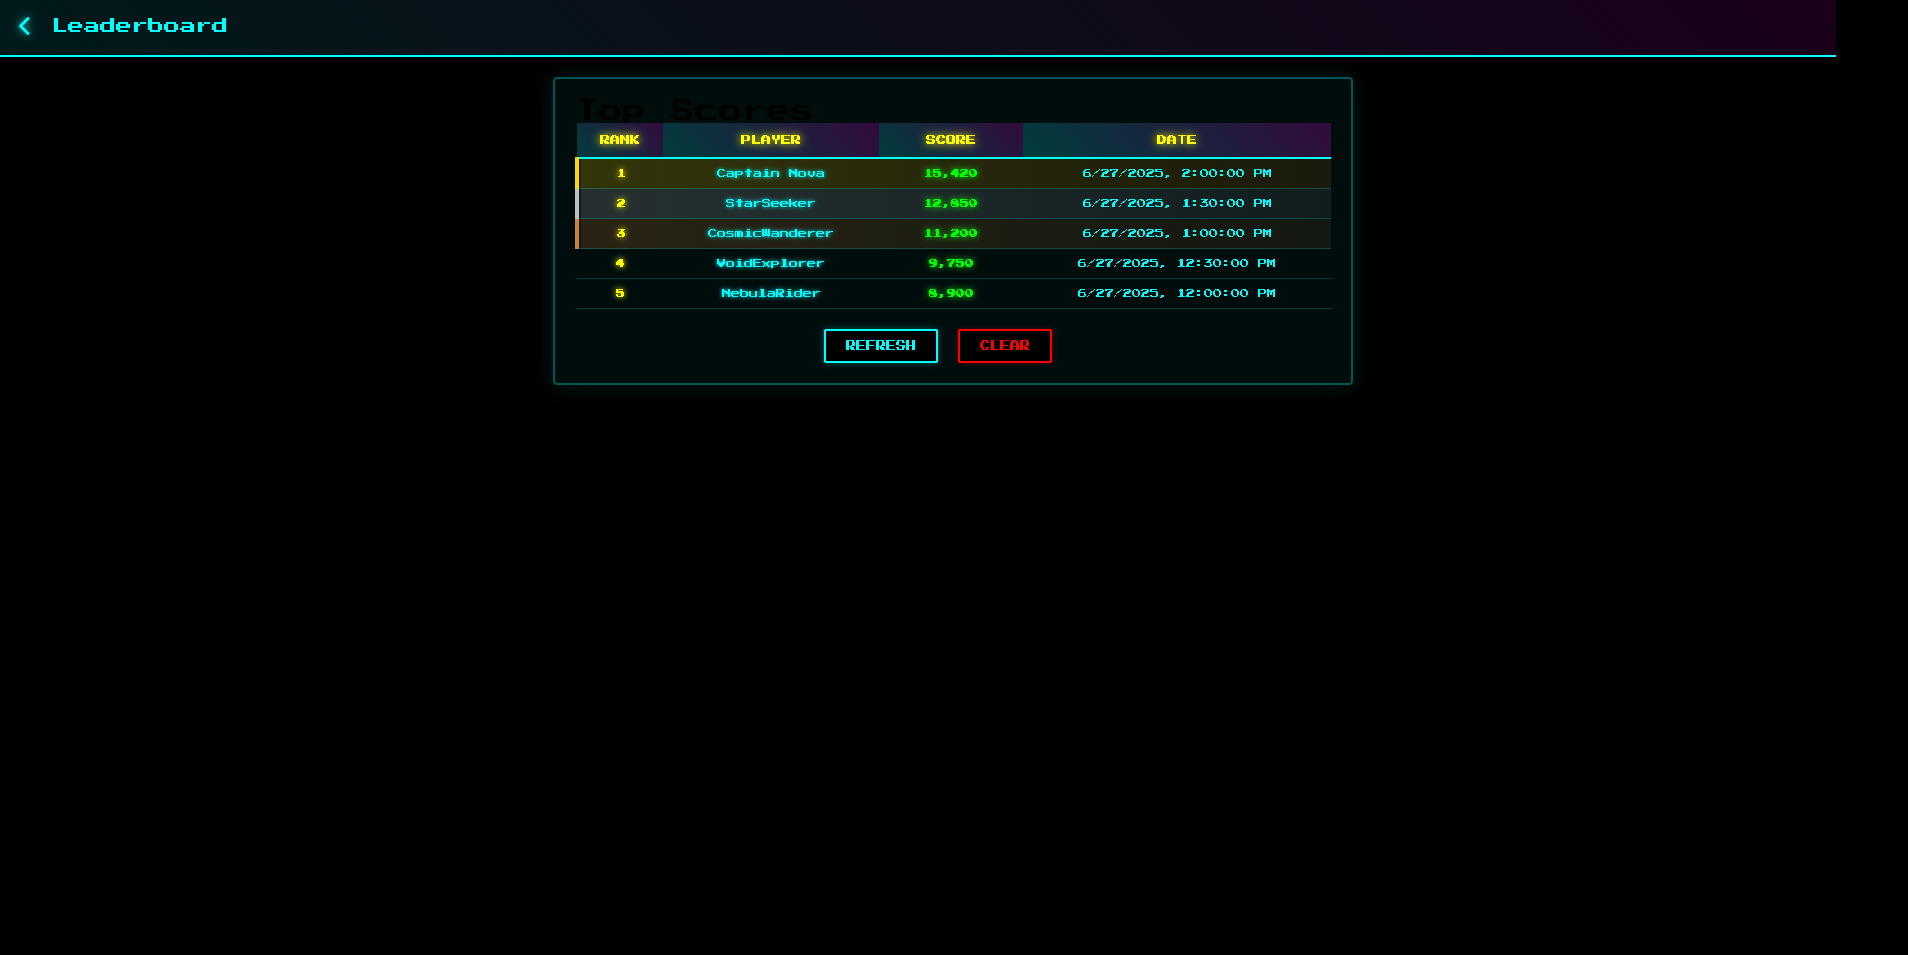 Leaderboard
Top Scores
RANK PLAYER SCORE DATE
1 Captain Nova 15,420 6/27/2025, 2:00:00 PM
2 StarSeeker 12,850 6/27/2025, 1:30:00 PM
3 CosmicWanderer 11,200 6/27/2025, 1:00:00 PM
4 VoidExplorer 9,750 6/27/2025, 12:30:00 PM
5 NebulaRider 8,900 6/27/2025, 12:00:00 PM
REFRESH CLEAR